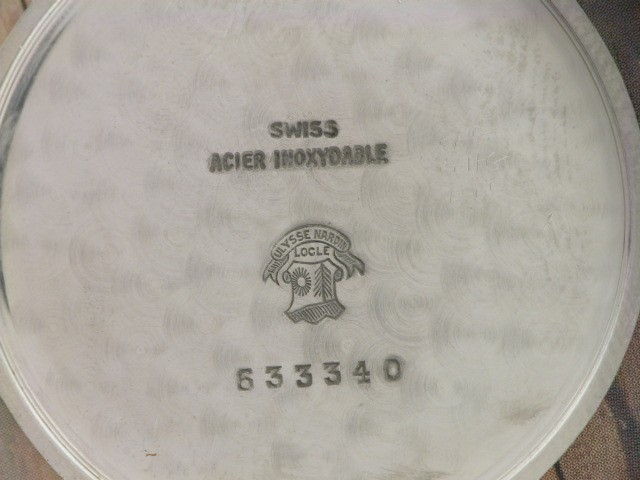 SWISS
ACIER INOXYDABLE
ULYSSE NARDIN
LOCLE
633340